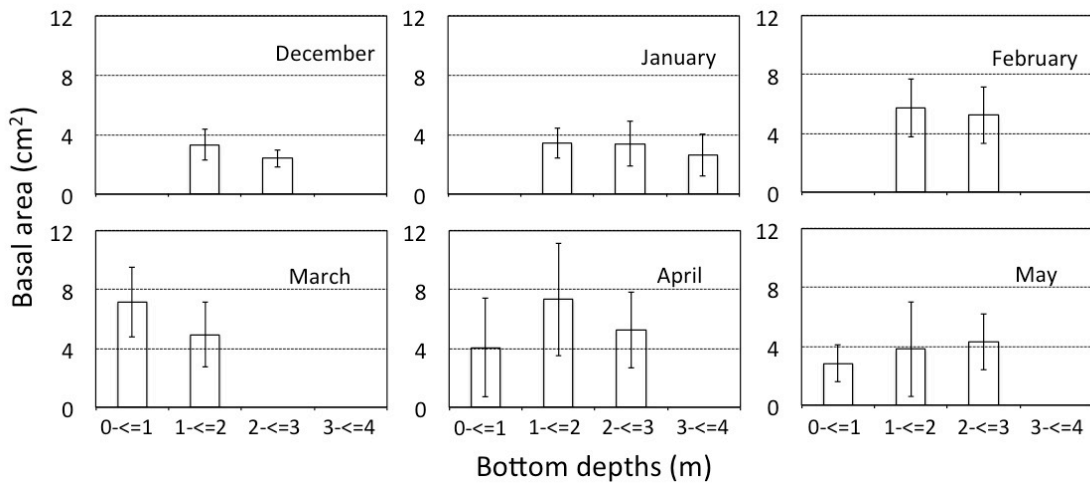 12
8
4
0
December
12
8
4
0
January
12
8
4
0
February
12
8
4
0
March
12
8
4
0
April
12
8
4
0
May
Basal area (cm²)
0-<=1 1-<=2 2-<=3 3-<=4
0-<=1 1-<=2 2-<=3 3-<=4
0-<=1 1-<=2 2-<=3 3-<=4
Bottom depths (m)